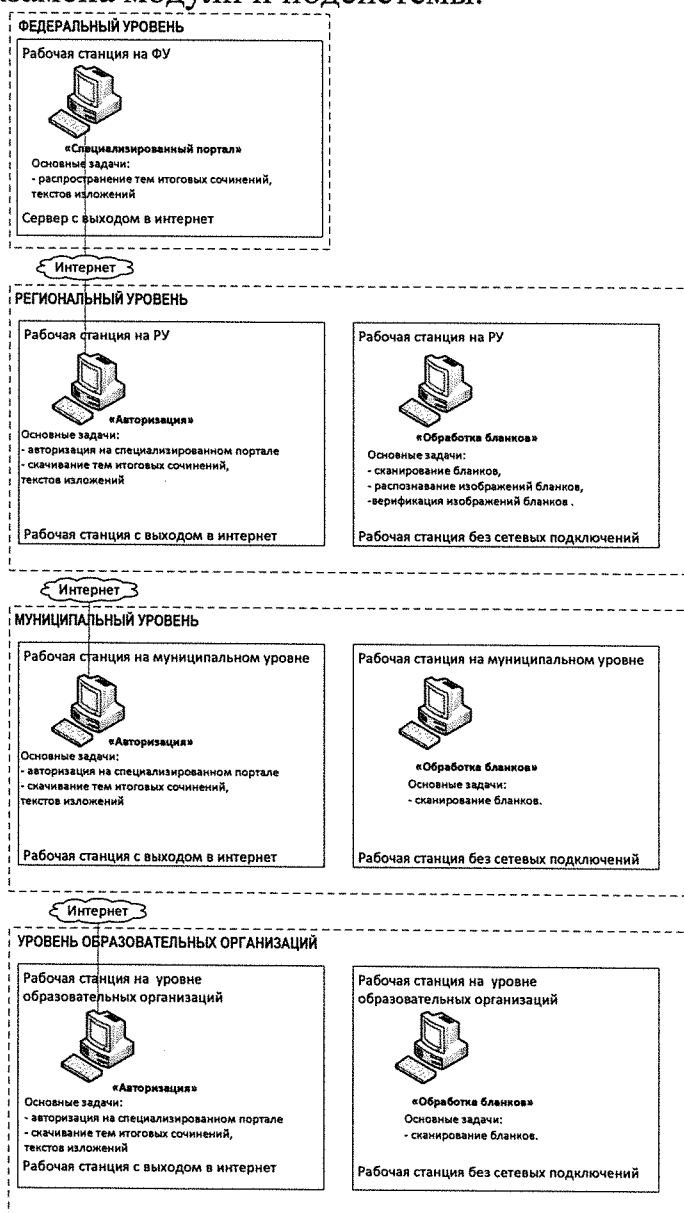 замена модули и подсистемы.
ФЕДЕРАЛЬНЫЙ УРОВЕНЬ
Рабочая станция на ФУ
«Специализированный портал»
Основные задачи:
- распространение тем итоговых сочинений,
текстов изложений
Сервер с выходом в интернет
Интернет
РЕГИОНАЛЬНЫЙ УРОВЕНЬ
Рабочая станция на РУ
«Авторизация»
Основные задачи:
- авторизация на специализированном портале
- скачивание тем итоговых сочинений,
текстов изложений
Рабочая станция с выходом в интернет
Рабочая станция на РУ
«Обработка бланков»
Основные задачи:
- сканирование бланков,
- распознавание изображений бланков,
-верификация изображений бланков .
Рабочая станция без сетевых подключений
Интернет
МУНИЦИПАЛЬНЫЙ УРОВЕНЬ
Рабочая станция на муниципальном уровне
«Авторизация»
Основные задачи:
- авторизация на специализированном портале
- скачивание тем итоговых сочинений,
текстов изложений
Рабочая станция с выходом в интернет
Рабочая станция на муниципальном уровне
«Обработка бланков»
Основные задачи:
- сканирование бланков.
Рабочая станция без сетевых подключений
Интернет
УРОВЕНЬ ОБРАЗОВАТЕЛЬНЫХ ОРГАНИЗАЦИЙ
Рабочая станция на уровне
образовательных организаций
«Авторизация»
Основные задачи:
- авторизация на специализированном портале
- скачивание тем итоговых сочинений,
текстов изложений
Рабочая станция с выходом в интернет
Рабочая станция на уровне
образовательных организаций
«Обработка бланков»
Основные задачи:
- сканирование бланков.
Рабочая станция без сетевых подключений